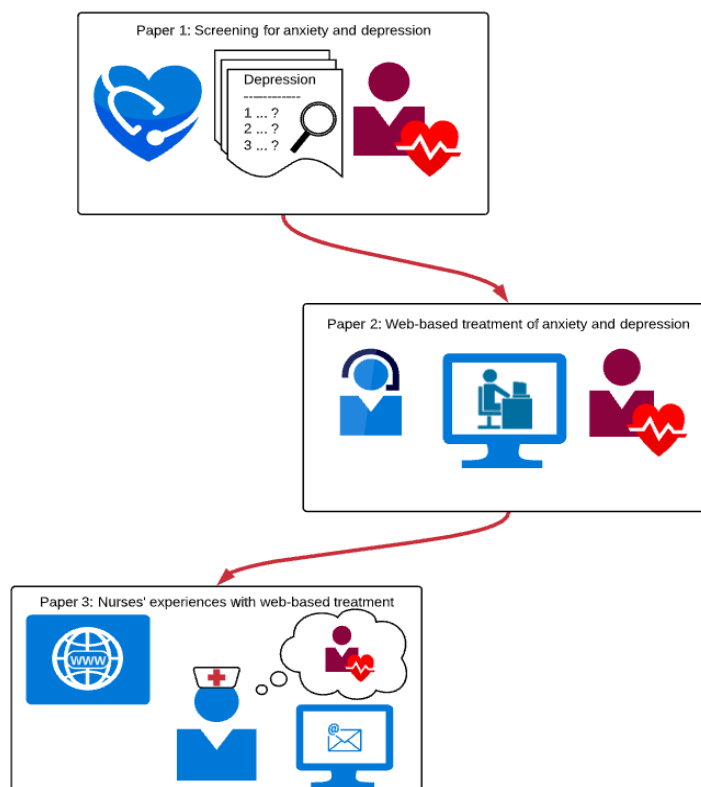 Paper 1: Screening for anxiety and depression
Depression
------------
1 ... ?
2 ... ?
3 ... ?
Paper 2: Web-based treatment of anxiety and depression
Paper 3: Nurses' experiences with web-based treatment
www
@